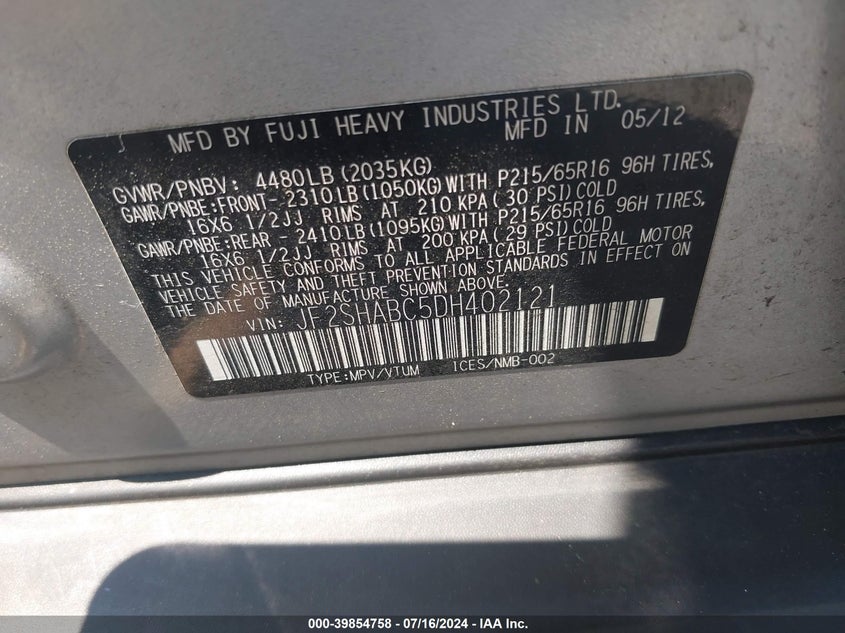 MFD BY FUJI HEAVY INDUSTRIES LTD.
MFD IN 05/12
GVWR/PNBV: 4480LB(2035KG)
GAWR/PNBE:FRONT- 2310LB(1050KG)WITH P215/65R16 96H TIRES,
16X6 1/2JJ RIMS AT 210 KPA(30 PSI)COLD
GAWR/PNBE:REAR - 2410LB(1095KG)WITH P215/65R16 96H TIRES,
16X6 1/2JJ RIMS AT 200 KPA(29 PSI)COLD
THIS VEHICLE CONFORMS TO ALL APPLICABLE FEDERAL MOTOR
VEHICLE SAFETY AND THEFT PREVENTION STANDARDS IN EFFECT ON
THE DATE OF MANUFACTURE SHOWN ABOVE.
VIN: JF2SHABC5DH402121
TYPE:MPV/VTUM ICES/NMB-002
000-39854758 - 07/16/2024 - IAA Inc.